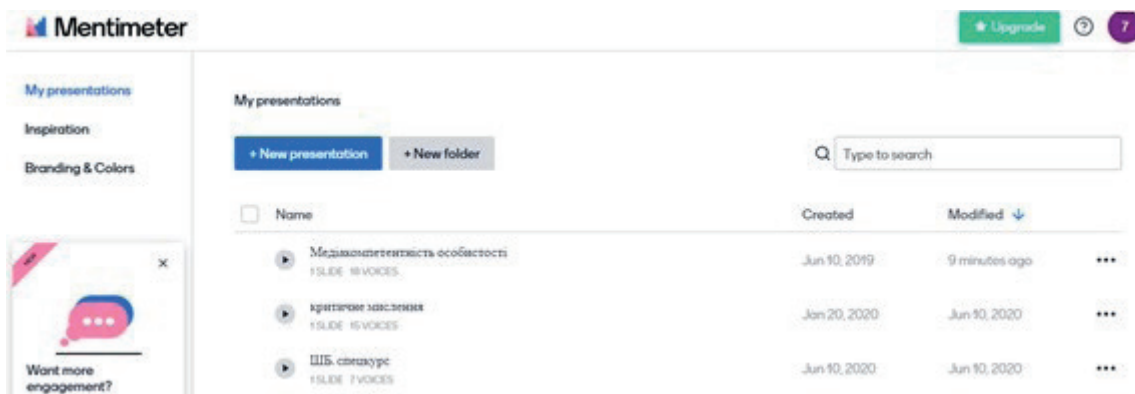 Mentimeter
Upgrade
7
My presentations
Inspiration
Branding & Colors
My presentations
+ New presentation
+ New folder
Type to search
Name
Created
Modified
Медіакомпетентність особистості
1 SLIDE 18 VOICES
Jun 10, 2019
9 minutes ago
критичне мислення
1 SLIDE 15 VOICES
Jan 20, 2020
Jun 10, 2020
ШБ. спецкурс
1 SLIDE 7 VOICES
Jun 10, 2020
Jun 10, 2020
NEW
Want more
engagement?